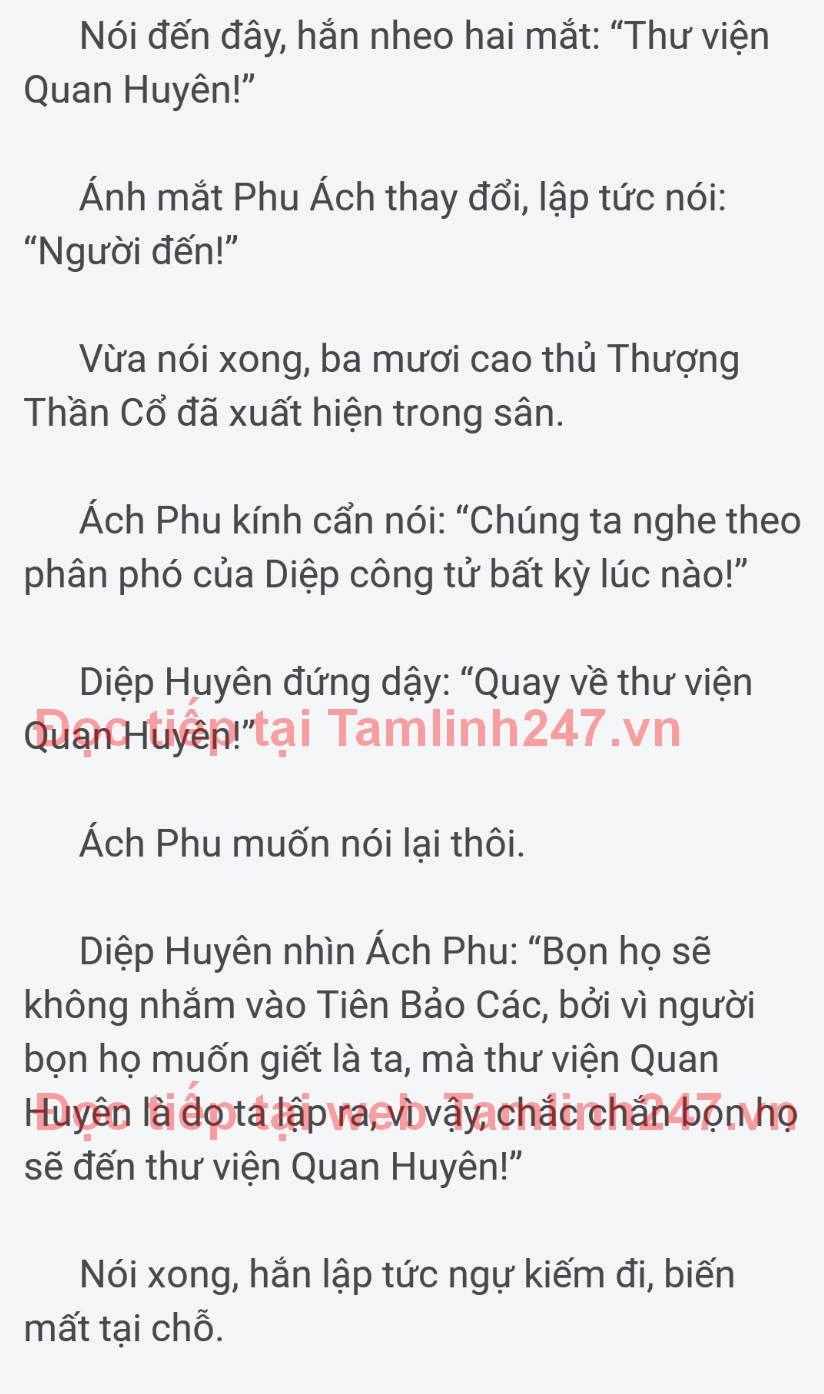 Nói đến đây, hắn nheo hai mắt: “Thư viện
Quan Huyên!”
Ánh mắt Phu Ách thay đổi, lập tức nói:
“Người đến!”
Vừa nói xong, ba mươi cao thủ Thượng
Thần Cổ đã xuất hiện trong sân.
Ách Phu kính cẩn nói: “Chúng ta nghe theo
phân phó của Diệp công tử bất kỳ lúc nào!”
Diệp Huyên đứng dậy: “Quay về thư viện
Quan Huyên!”
Đọc tiếp tại Tamlinh247.vn
Ách Phu muốn nói lại thôi.
Diệp Huyên nhìn Ách Phu: “Bọn họ sẽ
không nhắm vào Tiên Bảo Các, bởi vì người
bọn họ muốn giết là ta, mà thư viện Quan
Huyên là do ta lập ra, vì vậy, chắc chắn bọn họ
Đọc tiếp tại web Tamlinh247.vn
sẽ đến thư viện Quan Huyên!”
Nói xong, hắn lập tức ngự kiếm đi, biến
mất tại chỗ.